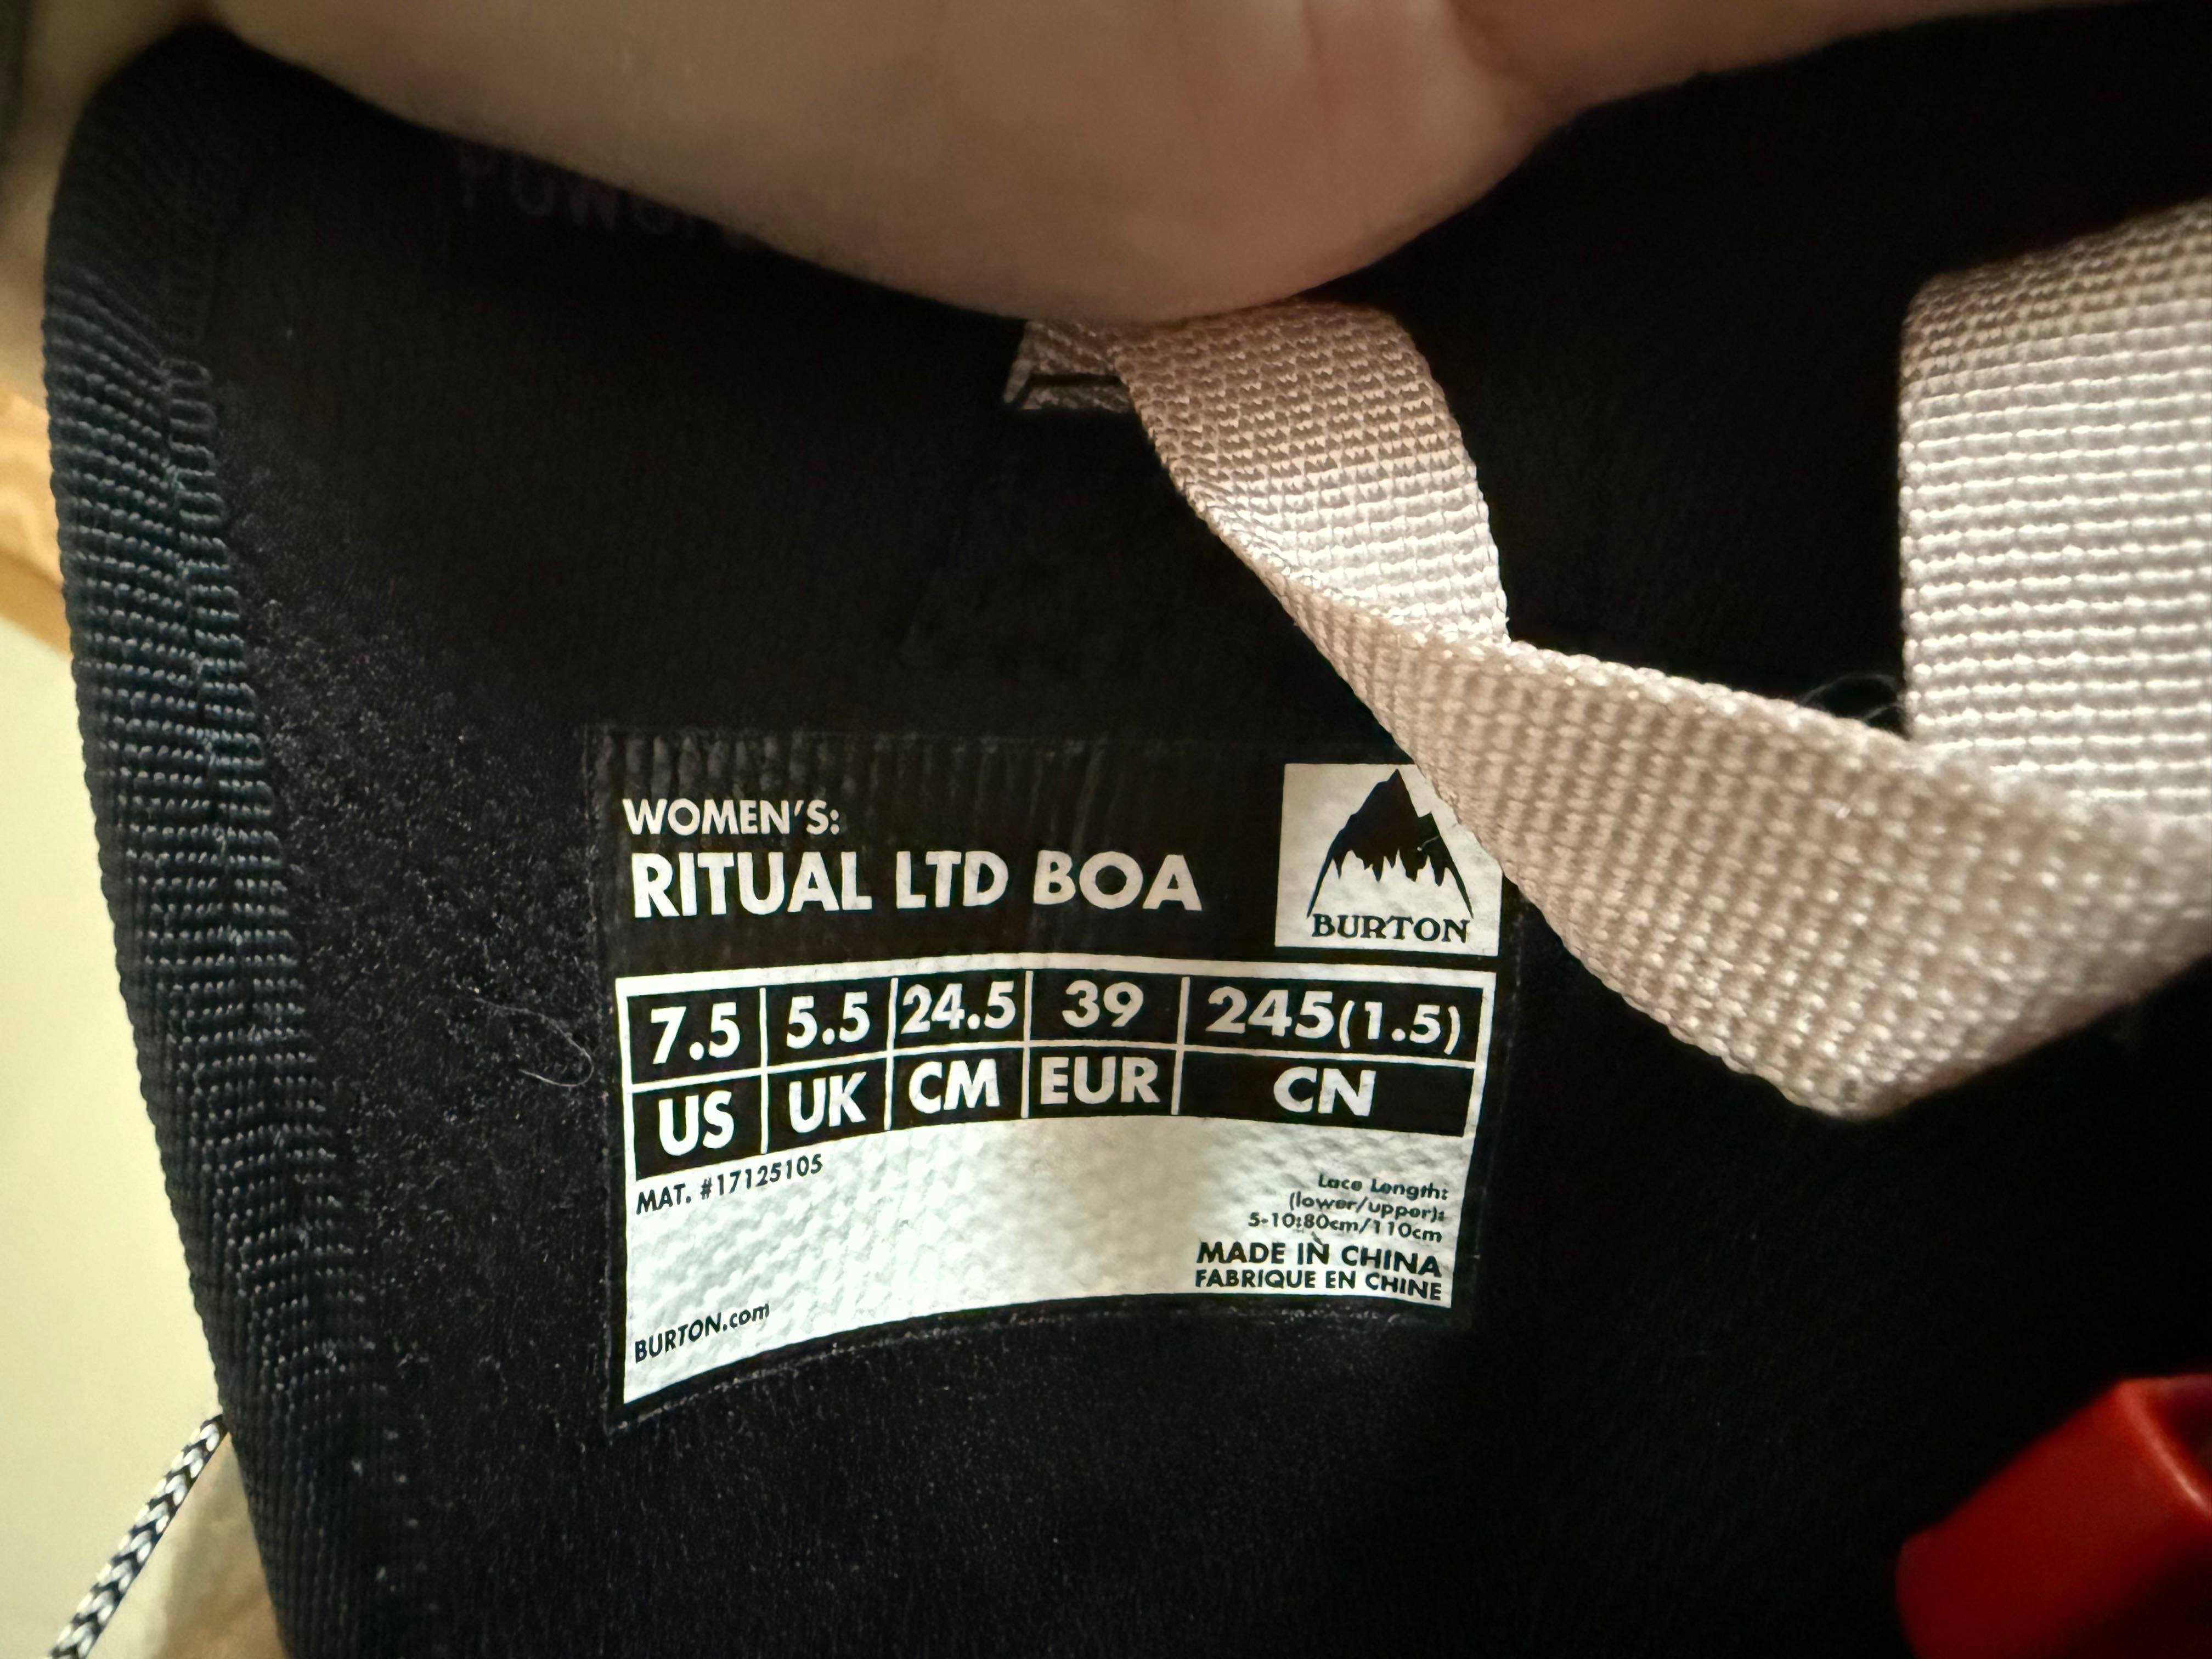 WOMEN'S:
RITUAL LTD BOA
BURTON
7.5 5.5 24.5 39 245(1.5)
US UK CM EUR CN
MAT. #17125105
Lace Length:
(lower/upper):
5-10:80cm/110cm
MADE IN CHINA
FABRIQUE EN CHINE
BURTON.com